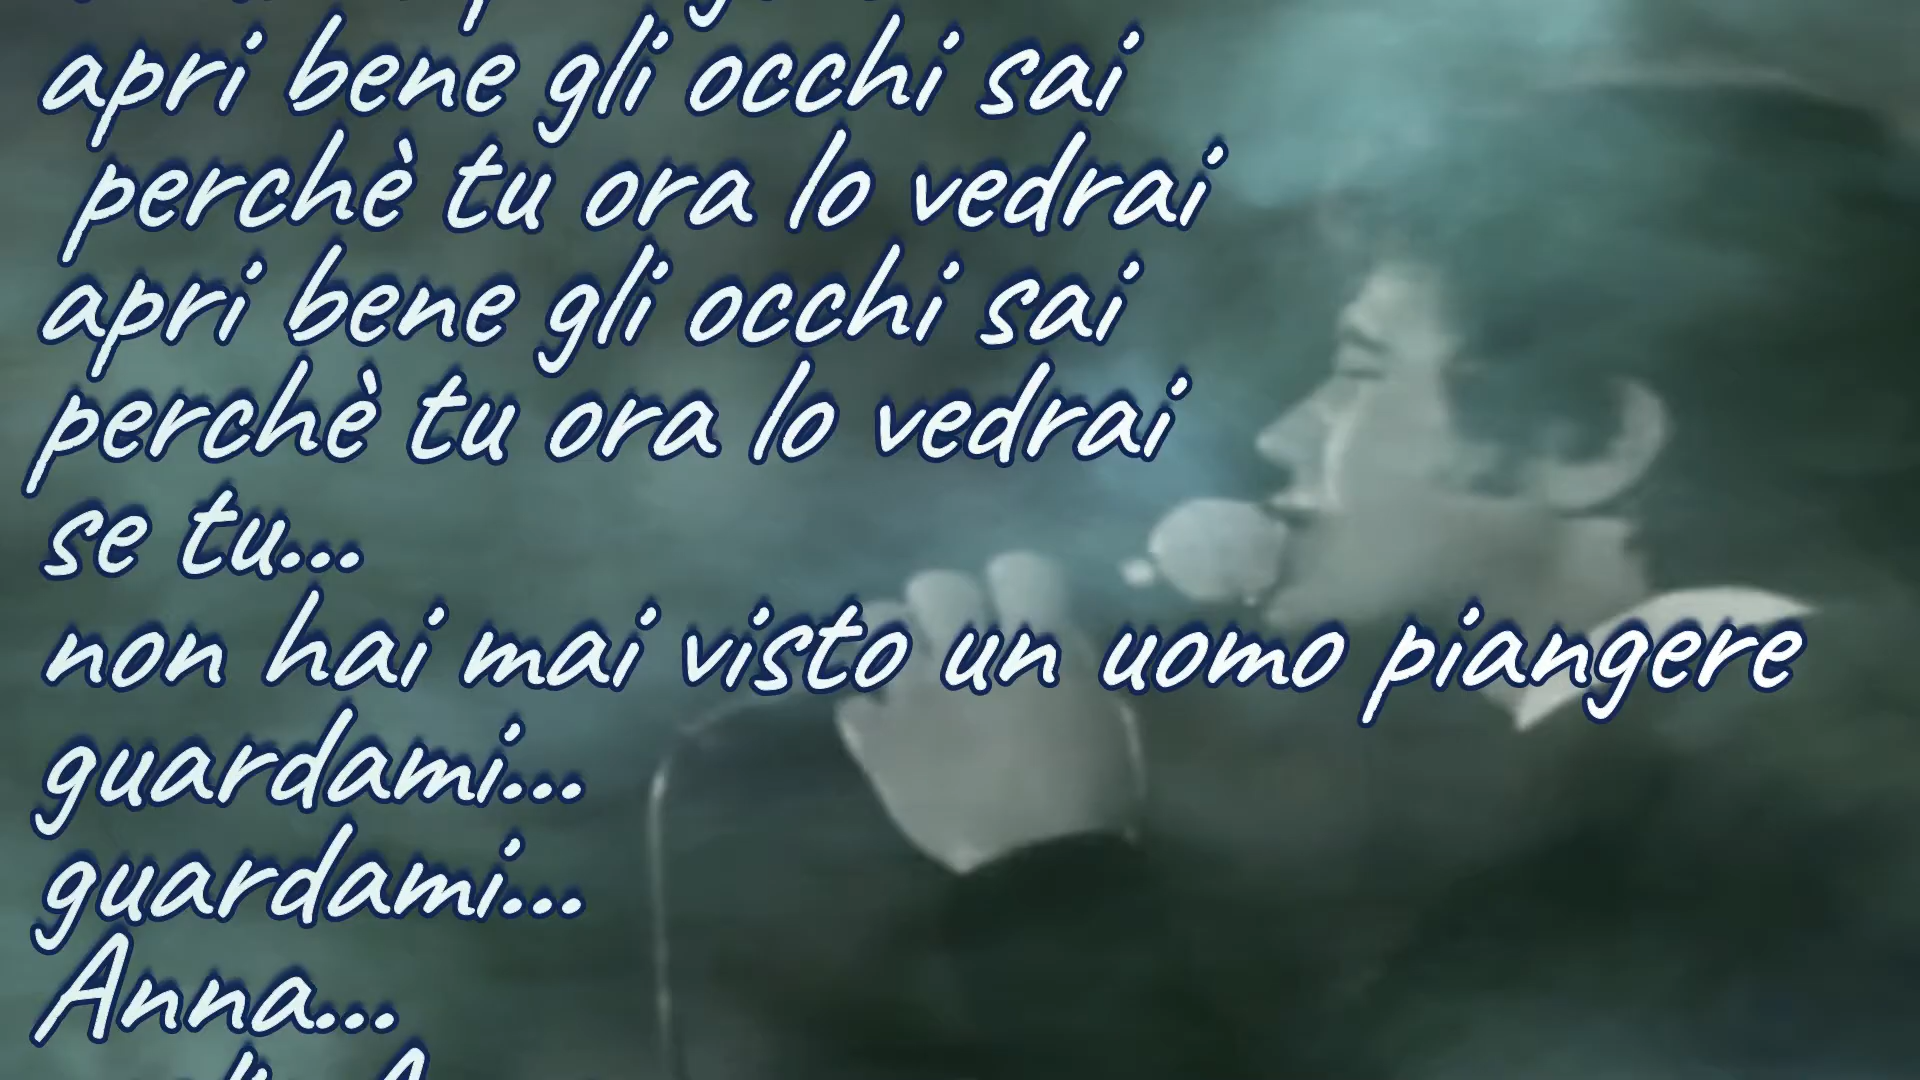 apri bene gli occhi sai
perchè tu ora lo vedrai
apri bene gli occhi sai
perchè tu ora lo vedrai
se tu...
non hai mai visto un uomo piangere
guardami...
guardami...
Anna...